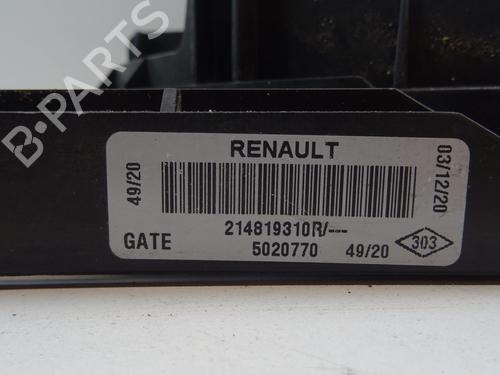 B-PARTS
RENAULT
49/20
03/12/20
214819310R/---
GATE
5020770
49/20
303